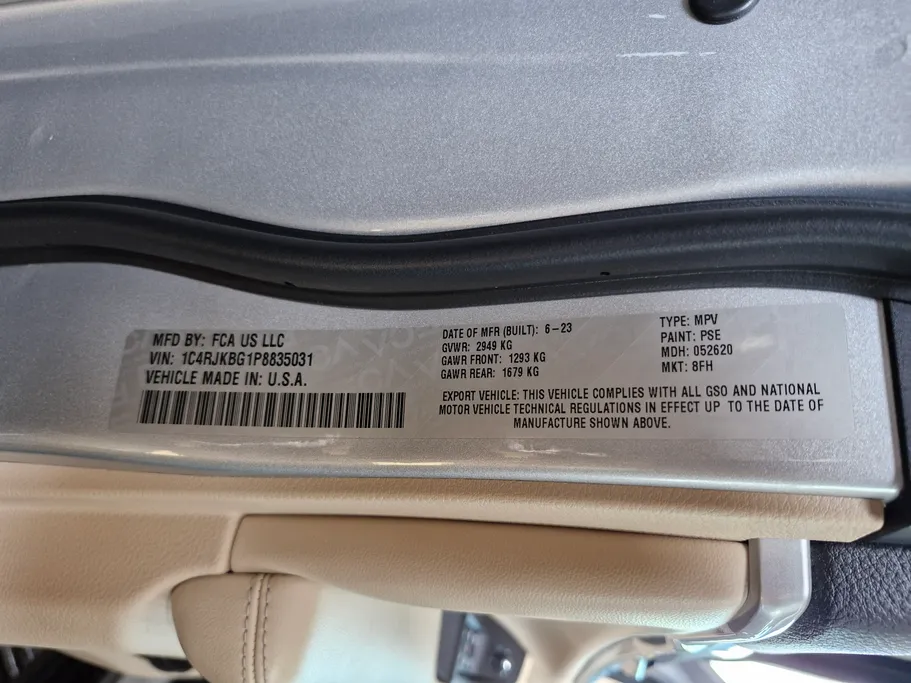 MFD BY: FCA US LLC
VIN: 1C4RJKBG1P8835031
VEHICLE MADE IN: U.S.A.
DATE OF MFR (BUILT): 6-23
GVWR: 2949 KG
GAWR FRONT: 1293 KG
GAWR REAR: 1679 KG
TYPE: MPV
PAINT: PSE
MDH: 052620
MKT: 8FH
EXPORT VEHICLE: THIS VEHICLE COMPLIES WITH ALL GSO AND NATIONAL
MOTOR VEHICLE TECHNICAL REGULATIONS IN EFFECT UP TO THE DATE OF
MANUFACTURE SHOWN ABOVE.